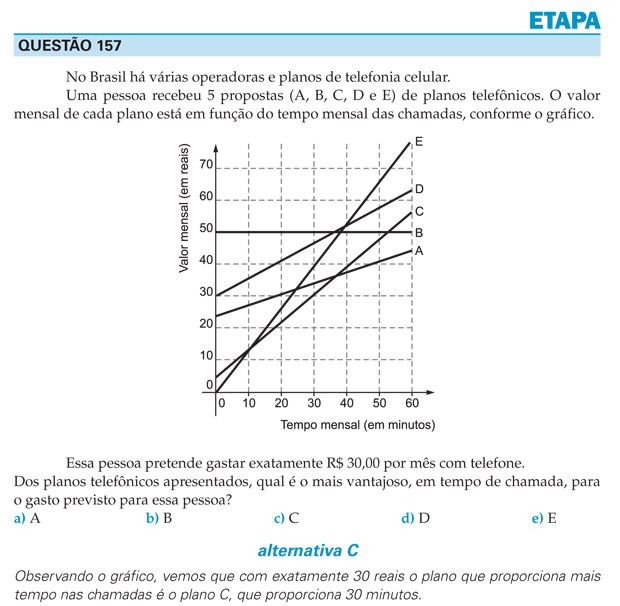 ETAPA
QUESTÃO 157
No Brasil há várias operadoras e planos de telefonia celular.
Uma pessoa recebeu 5 propostas (A, B, C, D e E) de planos telefônicos. O valor
mensal de cada plano está em função do tempo mensal das chamadas, conforme o gráfico.
Valor mensal (em reais)
70
60
50
40
30
20
10
0
E
D
C
B
A
0 10 20 30 40 50 60
Tempo mensal (em minutos)
Essa pessoa pretende gastar exatamente R$ 30,00 por mês com telefone.
Dos planos telefônicos apresentados, qual é o mais vantajoso, em tempo de chamada, para
o gasto previsto para essa pessoa?
a) A b) B c) C d) D e) E
alternativa C
Observando o gráfico, vemos que com exatamente 30 reais o plano que proporciona mais
tempo nas chamadas é o plano C, que proporciona 30 minutos.